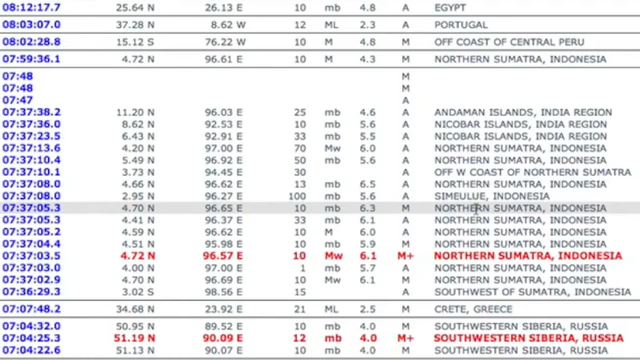 08:12:17.7 25.64 N 26.13 E 10 mb 4.8 A EGYPT
08:03:07.0 37.28 N 8.62 W 12 ML 2.3 A PORTUGAL
08:02:28.8 15.12 S 76.22 W 10 M 4.8 M OFF COAST OF CENTRAL PERU
07:59:36.1 4.72 N 96.61 E 10 M 4.3 M NORTHERN SUMATRA, INDONESIA
07:48 M
07:48 M
07:47 A
07:37:38.2 11.20 N 96.03 E 25 mb 4.6 A ANDAMAN ISLANDS, INDIA REGION
07:37:36.0 8.62 N 92.53 E 10 mb 5.6 A NICOBAR ISLANDS, INDIA REGION
07:37:23.5 6.43 N 92.91 E 33 mb 5.5 A NICOBAR ISLANDS, INDIA REGION
07:37:13.6 4.20 N 97.00 E 70 Mw 6.0 A NORTHERN SUMATRA, INDONESIA
07:37:10.4 5.49 N 96.92 E 50 mb 5.6 A NORTHERN SUMATRA, INDONESIA
07:37:10.1 3.73 N 94.45 E 30 A OFF W COAST OF NORTHERN SUMATRA
07:37:08.0 4.66 N 96.62 E 13 mb 6.5 A NORTHERN SUMATRA, INDONESIA
07:37:08.0 2.95 N 96.27 E 100 mb 5.6 A SIMEULUE, INDONESIA
07:37:05.3 4.70 N 96.65 E 10 mb 6.3 M NORTHERN SUMATRA, INDONESIA
07:37:05.3 4.41 N 96.37 E 33 mb 6.1 A NORTHERN SUMATRA, INDONESIA
07:37:05.2 4.59 N 96.62 E 10 M 6.0 A NORTHERN SUMATRA, INDONESIA
07:37:04.4 4.51 N 95.98 E 10 mb 5.9 M NORTHERN SUMATRA, INDONESIA
07:37:03.5 4.72 N 96.57 E 10 Mw 6.1 M+ NORTHERN SUMATRA, INDONESIA
07:37:03.0 4.00 N 97.00 E 1 mb 5.7 A NORTHERN SUMATRA, INDONESIA
07:37:02.9 4.70 N 96.69 E 10 Mw 6.1 M NORTHERN SUMATRA, INDONESIA
07:36:29.3 3.02 S 98.56 E 15 A SOUTHWEST OF SUMATRA, INDONESIA
07:07:48.2 34.68 N 23.92 E 21 ML 2.5 M CRETE, GREECE
07:04:32.0 50.95 N 89.52 E 10 mb 4.0 M SOUTHWESTERN SIBERIA, RUSSIA
07:04:25.3 51.19 N 90.09 E 12 mb 4.0 M+ SOUTHWESTERN SIBERIA, RUSSIA
07:04:22.6 51.13 N 90.07 E 10 mb 4.0 M SOUTHWESTERN SIBERIA, RUSSIA